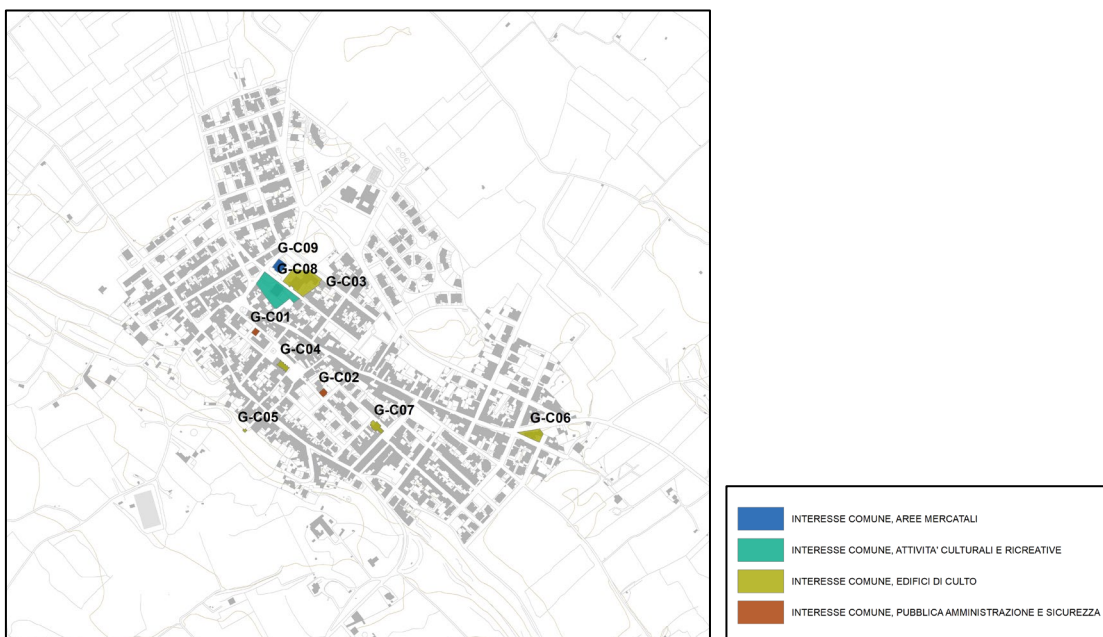 G-C09
G-C08
G-C03
G-C01
G-C04
G-C02
G-C05
G-C07
G-C06
INTERESSE COMUNE, AREE MERCATALI
INTERESSE COMUNE, ATTIVITA' CULTURALI E RICREATIVE
INTERESSE COMUNE, EDIFICI DI CULTO
INTERESSE COMUNE, PUBBLICA AMMINISTRAZIONE E SICUREZZA